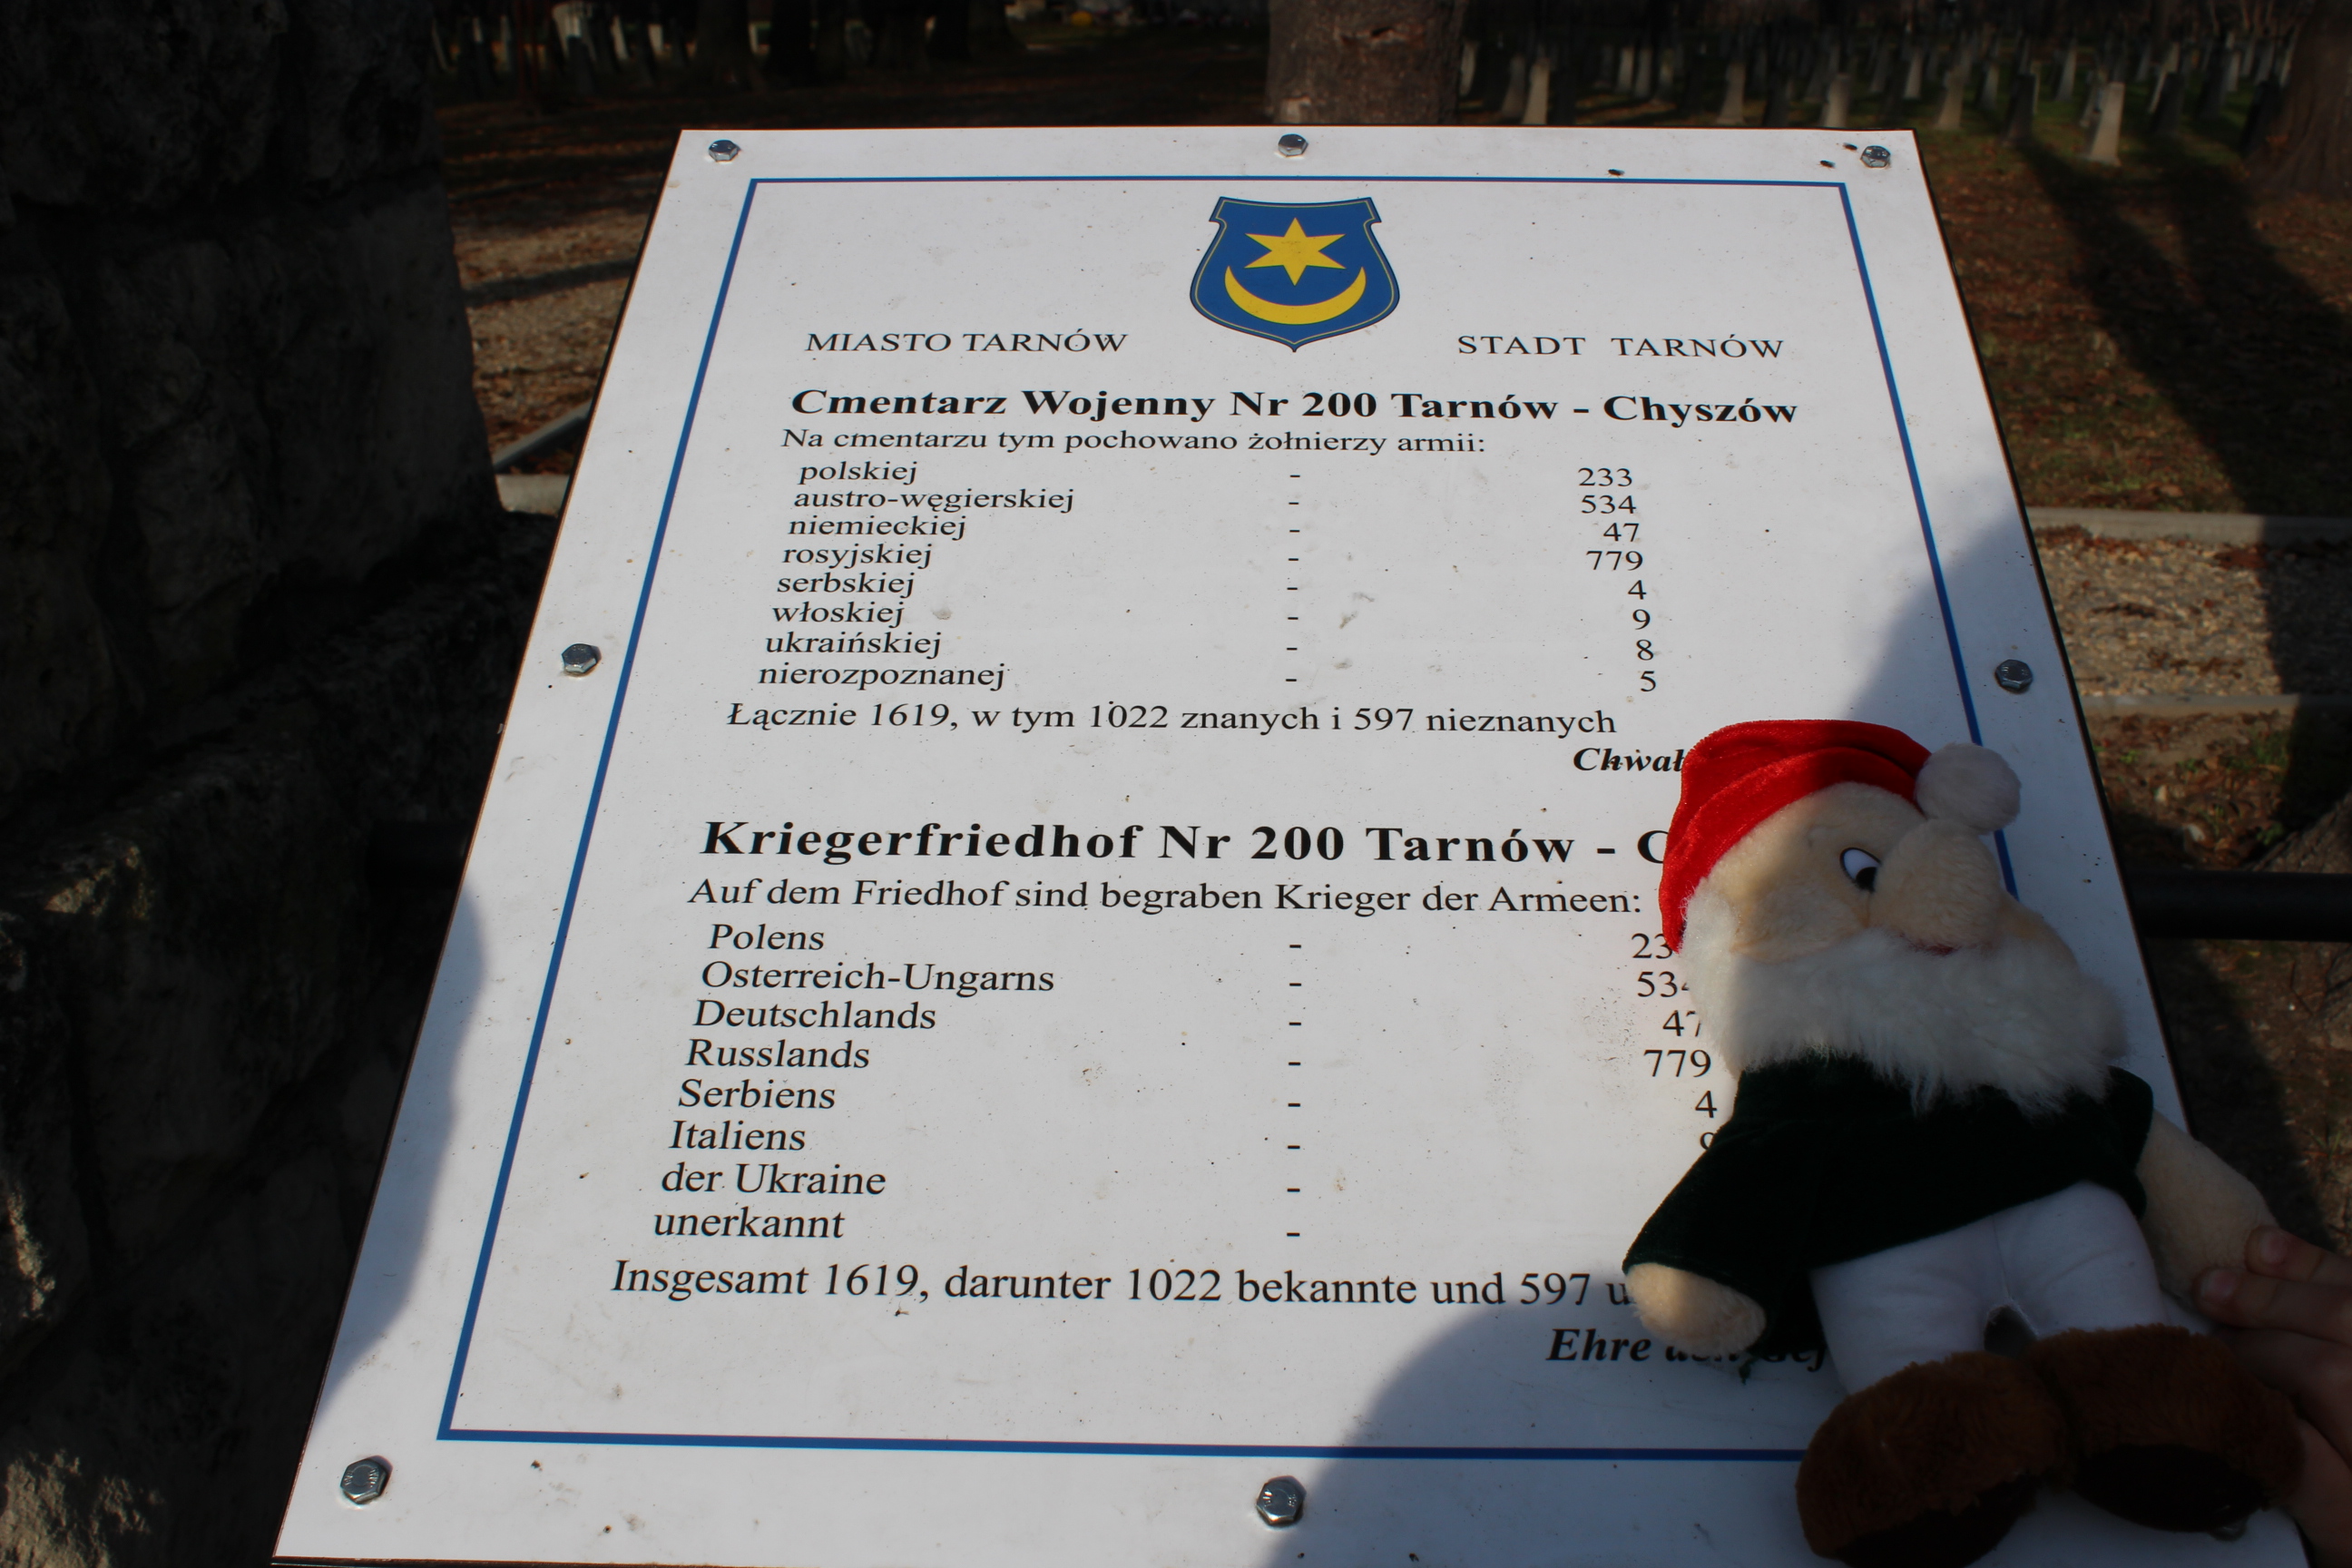 MIASTO TARNÓW STADT TARNÓW
Cmentarz Wojenny Nr 200 Tarnów - Chyszów
Na cmentarzu tym pochowano żołnierzy armii:
polskiej - 233
austro-węgierskiej - 534
niemieckiej - 47
rosyjskiej - 779
serbskiej - 4
włoskiej - 9
ukraińskiej - 8
nierozpoznanej - 5
Łącznie 1619, w tym 1022 znanych i 597 nieznanych
Kriegerfriedhof Nr 200 Tarnów -
Auf dem Friedhof sind begraben Krieger der Armeen:
Polens -
Osterreich-Ungarns - 534
Deutschlands - 47
Russlands - 779
Serbiens - 4
Italiens -
der Ukraine -
unerkannt -
Insgesamt 1619, darunter 1022 bekannte und 597
Ehre